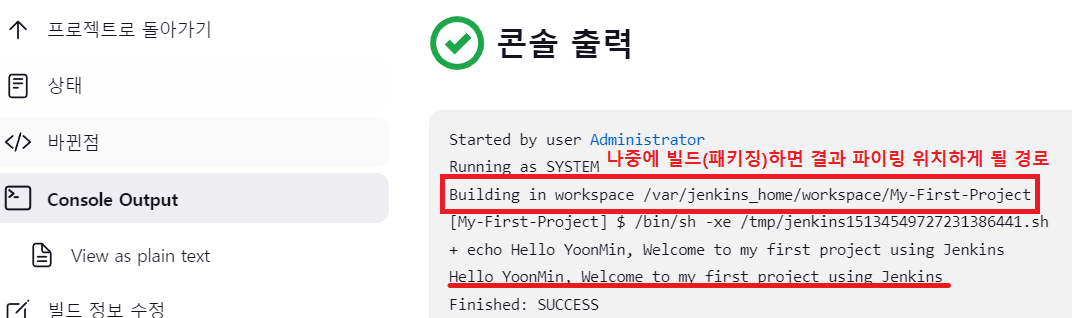 프로젝트로 돌아가기
상태
바뀐점
Console Output
View as plain text
빌드 정보 수정
콘솔 출력
Started by user Administrator
Running as SYSTEM
나중에 빌드(패키징)하면 결과 파이링 위치하게 될 경로
Building in workspace /var/jenkins_home/workspace/My-First-Project
[My-First-Project] $ /bin/sh -xe /tmp/jenkins15134549727231386441.sh
+ echo Hello YoonMin, Welcome to my first project using Jenkins
Hello YoonMin, Welcome to my first project using Jenkins
Finished: SUCCESS